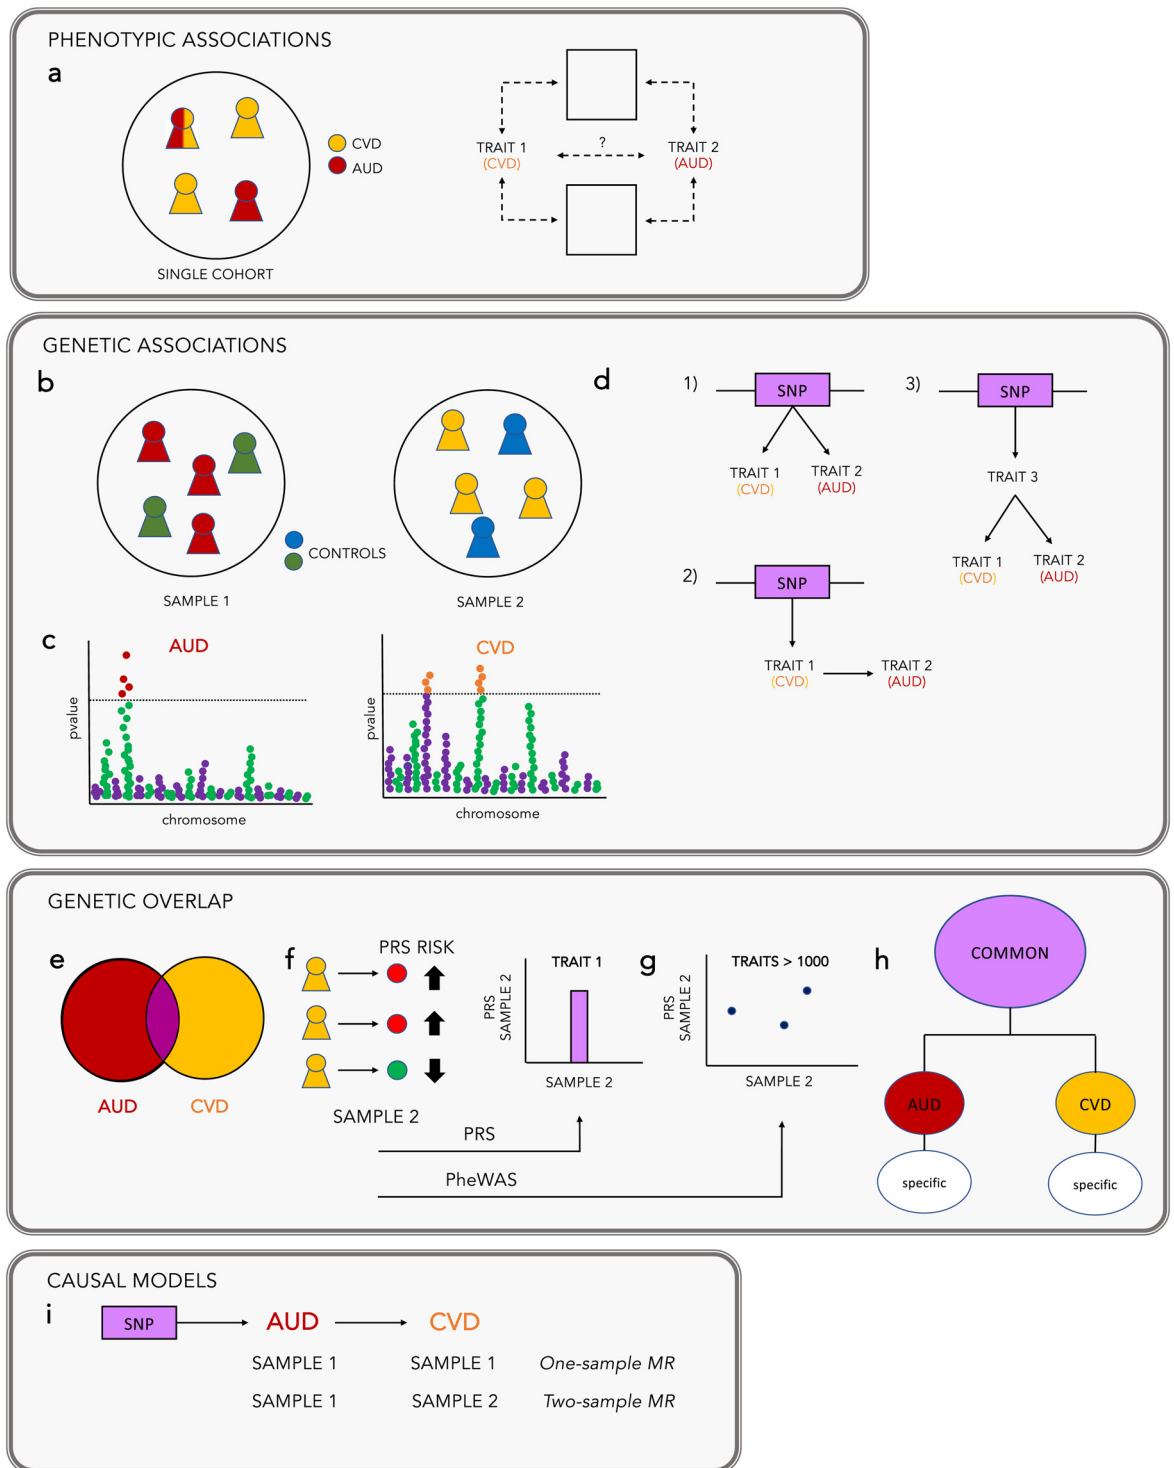 PHENOTYPIC ASSOCIATIONS
a
CVD
AUD
SINGLE COHORT
TRAIT 1
(CVD)
?
TRAIT 2
(AUD)
GENETIC ASSOCIATIONS
b
SAMPLE 1
CONTROLS
SAMPLE 2
c
AUD
pvalue
chromosome
CVD
pvalue
chromosome
d
1)
SNP
TRAIT 1
(CVD)
TRAIT 2
(AUD)
2)
SNP
TRAIT 1
(CVD)
TRAIT 2
(AUD)
3)
SNP
TRAIT 3
TRAIT 1
(CVD)
TRAIT 2
(AUD)
GENETIC OVERLAP
e
AUD
CVD
f
PRS RISK
SAMPLE 2
TRAIT 1
PRS
SAMPLE 2
SAMPLE 2
PRS
PheWAS
g
TRAITS > 1000
PRS
SAMPLE 2
SAMPLE 2
h
COMMON
AUD
CVD
specific
specific
CAUSAL MODELS
i
SNP
AUD
CVD
SAMPLE 1
SAMPLE 1
One-sample MR
SAMPLE 1
SAMPLE 2
Two-sample MR